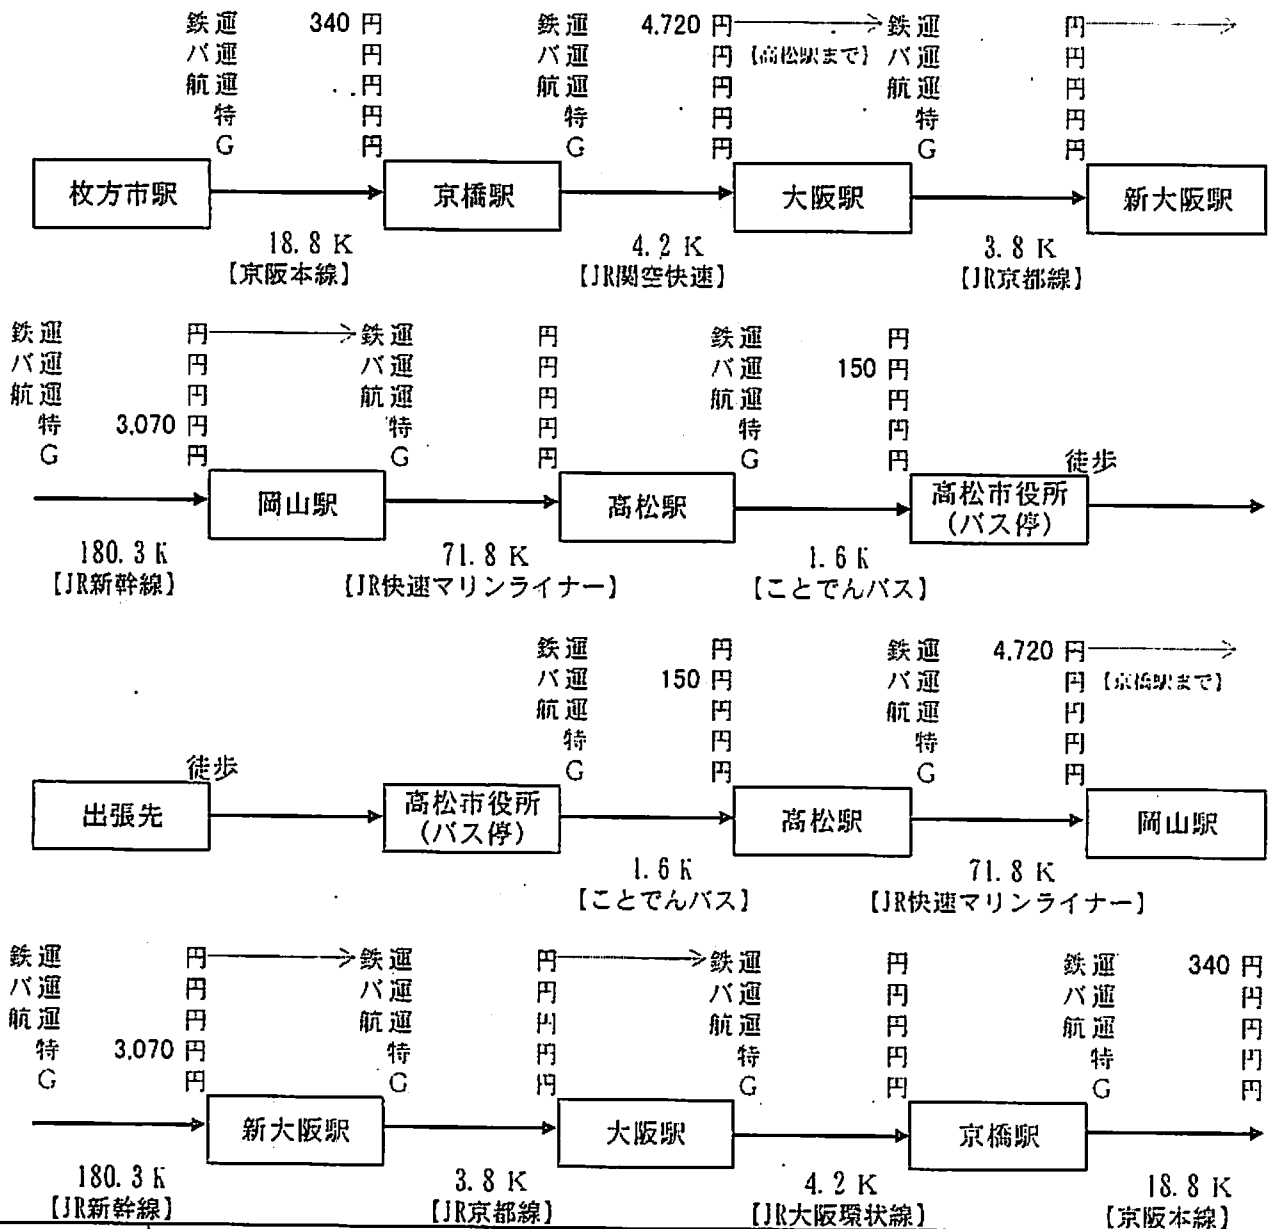 鉄運 340 円 鉄運 4,720 円 鉄運 円
バ運 円 バ運 円 【高松駅まで】 バ運 円
航運 円 航運 円 航運 円
特 円 特 円 特 円
G 円 G 円 G 円
枚方市駅 京橋駅 大阪駅 新大阪駅
18.8 K 4.2 K 3.8 K
【京阪本線】 【JR関空快速】 【JR京都線】
鉄運 円 鉄運 円 鉄運 円
バ運 円 バ運 円 バ運 150 円
航運 円 航運 円 航運 円
特 3,070 円 特 円 特 円
G 円 G 円 G 円 徒歩
岡山駅 高松駅 高松市役所
(バス停)
180.3 K 71.8 K 1.6 K
【JR新幹線】 【JR快速マリンライナー】 【ことでんバス】
鉄運 円 鉄運 4,720 円
バ運 150 円 バ運 円 【京橋駅まで】
航運 円 航運 円
特 円 特 円
徒歩 G 円 G 円
出張先 高松市役所 高松駅 岡山駅
(バス停)
1.6 K 71.8 K
【ことでんバス】 【JR快速マリンライナー】
鉄運 円 鉄運 円 鉄運 円 鉄運 340 円
バ運 円 バ運 円 バ運 円 バ運 円
航運 円 航運 円 航運 円 航運 円
特 3,070 円 特 円 特 円 特 円
G 円 G 円 G 円 G 円
新大阪駅 大阪駅 京橋駅
180.3 K 3.8 K 4.2 K 18.8 K
【JR新幹線】 【JR京都線】 【JR大阪環状線】 【京阪本線】